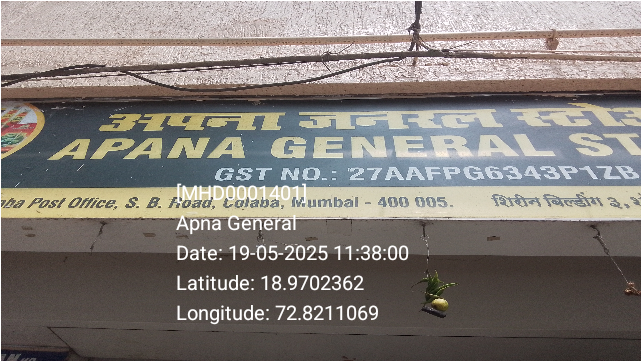 अपना जनरल
APANA GENERAL
GST NO.: 27AAFPG6343P1ZB
Post Office, S. B. Road, Colaba, Mumbai - 400 005. शिरीन बिल्डींग ३,
[MHD0001401]
Apna General
Date: 19-05-2025 11:38:00
Latitude: 18.9702362
Longitude: 72.8211069